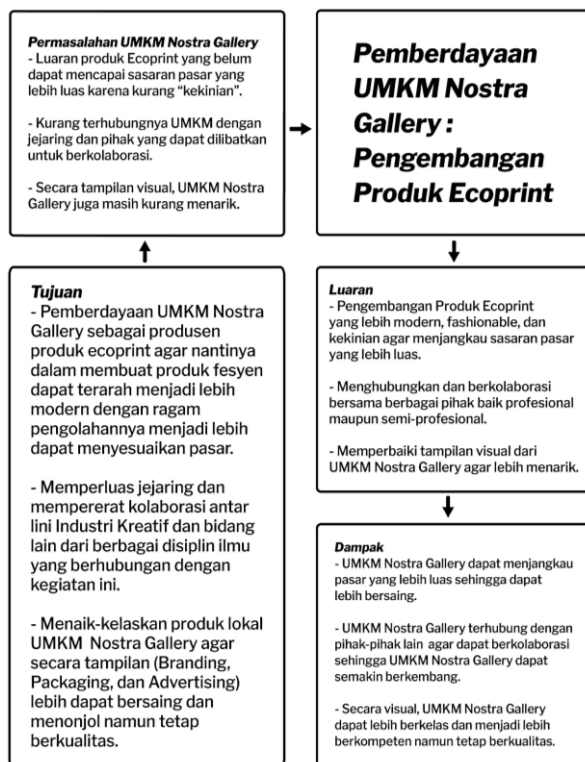 Permasalahan UMKM Nostra Gallery
- Luaran produk Ecoprint yang belum
dapat mencapai sasaran pasar yang
lebih luas karena kurang “kekinian”.
- Kurang terhubungnya UMKM dengan
jejaring dan pihak yang dapat dilibatkan
untuk berkolaborasi.
- Secara tampilan visual, UMKM Nostra
Gallery juga masih kurang menarik.
Pemberdayaan
UMKM Nostra
Gallery :
Pengembangan
Produk Ecoprint
Tujuan
- Pemberdayaan UMKM Nostra
Gallery sebagai produsen
produk ecoprint agar nantinya
dalam membuat produk fesyen
dapat terarah menjadi lebih
modern dengan ragam
pengolahannya menjadi lebih
dapat menyesuaikan pasar.
- Memperluas jejaring dan
mempererat kolaborasi antar
lini Industri Kreatif dan bidang
lain dari berbagai disiplin ilmu
yang berhubungan dengan
kegiatan ini.
- Menaik-kelaskan produk lokal
UMKM Nostra Gallery agar
secara tampilan (Branding,
Packaging, dan Advertising)
lebih dapat bersaing dan
menonjol namun tetap
berkualitas.
Luaran
- Pengembangan Produk Ecoprint
yang lebih modern, fashionable, dan
kekinian agar menjangkau sasaran pasar
yang lebih luas.
- Menghubungkan dan berkolaborasi
bersama berbagai pihak baik profesional
maupun semi-profesional.
- Memperbaiki tampilan visual dari
UMKM Nostra Gallery agar lebih menarik.
Dampak
- UMKM Nostra Gallery dapat menjangkau
pasar yang lebih luas sehingga dapat
lebih bersaing.
- UMKM Nostra Gallery terhubung dengan
pihak-pihak lain agar dapat berkolaborasi
sehingga UMKM Nostra Gallery dapat
semakin berkembang.
- Secara visual, UMKM Nostra Gallery
dapat lebih berkelas dan menjadi lebih
berkompeten namun tetap berkualitas.